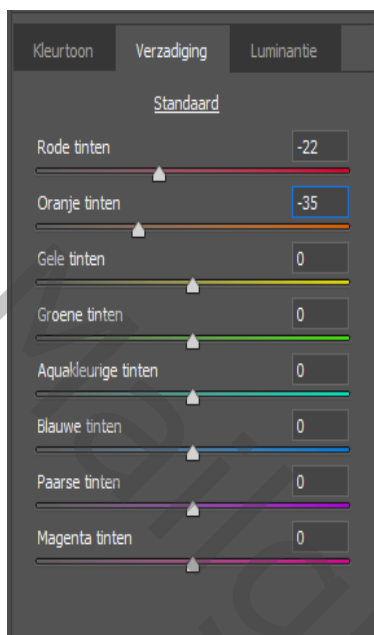 Kleurtoon Verzadiging Luminantie
Standaard
Rode tinten -22
Oranje tinten -35
Gele tinten 0
Groene tinten 0
Aquakleurige tinten 0
Blauwe tinten 0
Paarse tinten 0
Magenta tinten 0